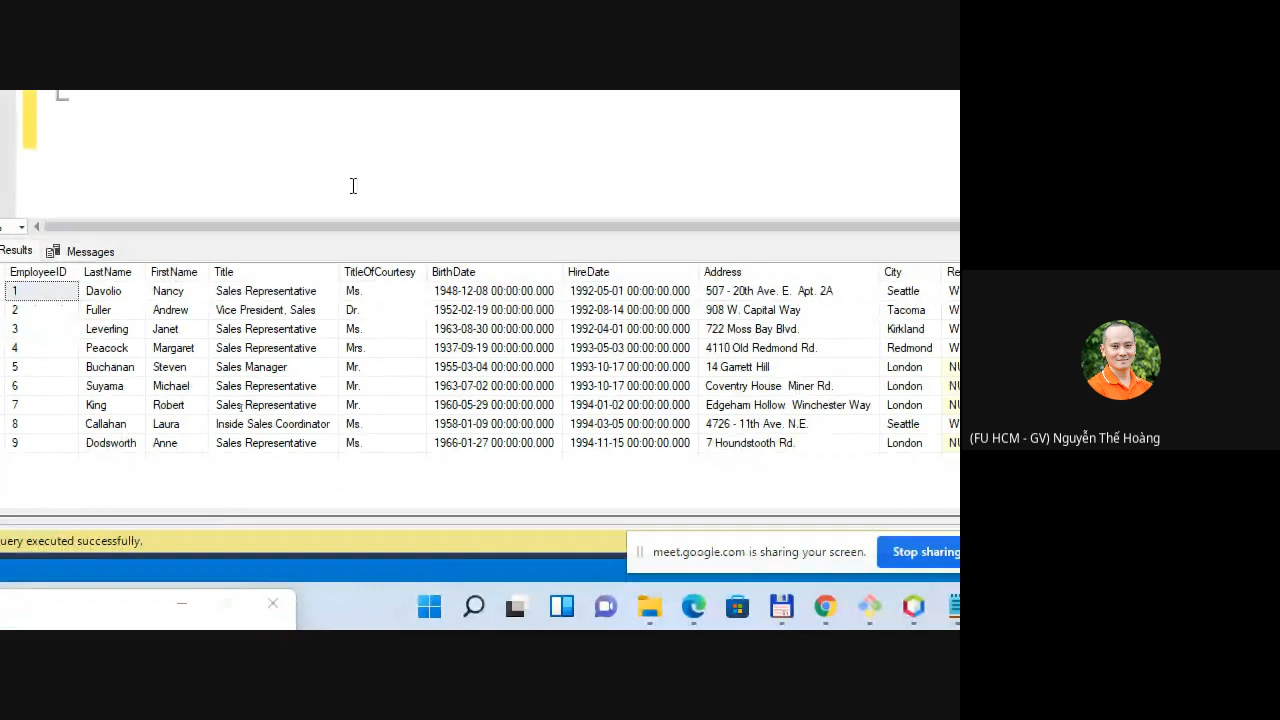 Results Messages
EmployeeID LastName FirstName Title TitleOfCourtesy BirthDate HireDate Address City Re
1 Davolio Nancy Sales Representative Ms. 1948-12-08 00:00:00.000 1992-05-01 00:00:00.000 507 - 20th Ave. E. Apt. 2A Seattle W
2 Fuller Andrew Vice President, Sales Dr. 1952-02-19 00:00:00.000 1992-08-14 00:00:00.000 908 W. Capital Way Tacoma W
3 Leverling Janet Sales Representative Ms. 1963-08-30 00:00:00.000 1992-04-01 00:00:00.000 722 Moss Bay Blvd. Kirkland W
4 Peacock Margaret Sales Representative Mrs. 1937-09-19 00:00:00.000 1993-05-03 00:00:00.000 4110 Old Redmond Rd. Redmond W
5 Buchanan Steven Sales Manager Mr. 1955-03-04 00:00:00.000 1993-10-17 00:00:00.000 14 Garrett Hill London NU
6 Suyama Michael Sales Representative Mr. 1963-07-02 00:00:00.000 1993-10-17 00:00:00.000 Coventry House Miner Rd. London NU
7 King Robert Sales Representative Mr. 1960-05-29 00:00:00.000 1994-01-02 00:00:00.000 Edgeham Hollow Winchester Way London NU
8 Callahan Laura Inside Sales Coordinator Ms. 1958-01-09 00:00:00.000 1994-03-05 00:00:00.000 4726 - 11th Ave. N.E. Seattle W
9 Dodsworth Anne Sales Representative Ms. 1966-01-27 00:00:00.000 1994-11-15 00:00:00.000 7 Houndstooth Rd. London NU
(FU HCM - GV) Nguyễn Thế Hoàng
uery executed successfully.
meet.google.com is sharing your screen. Stop sharing